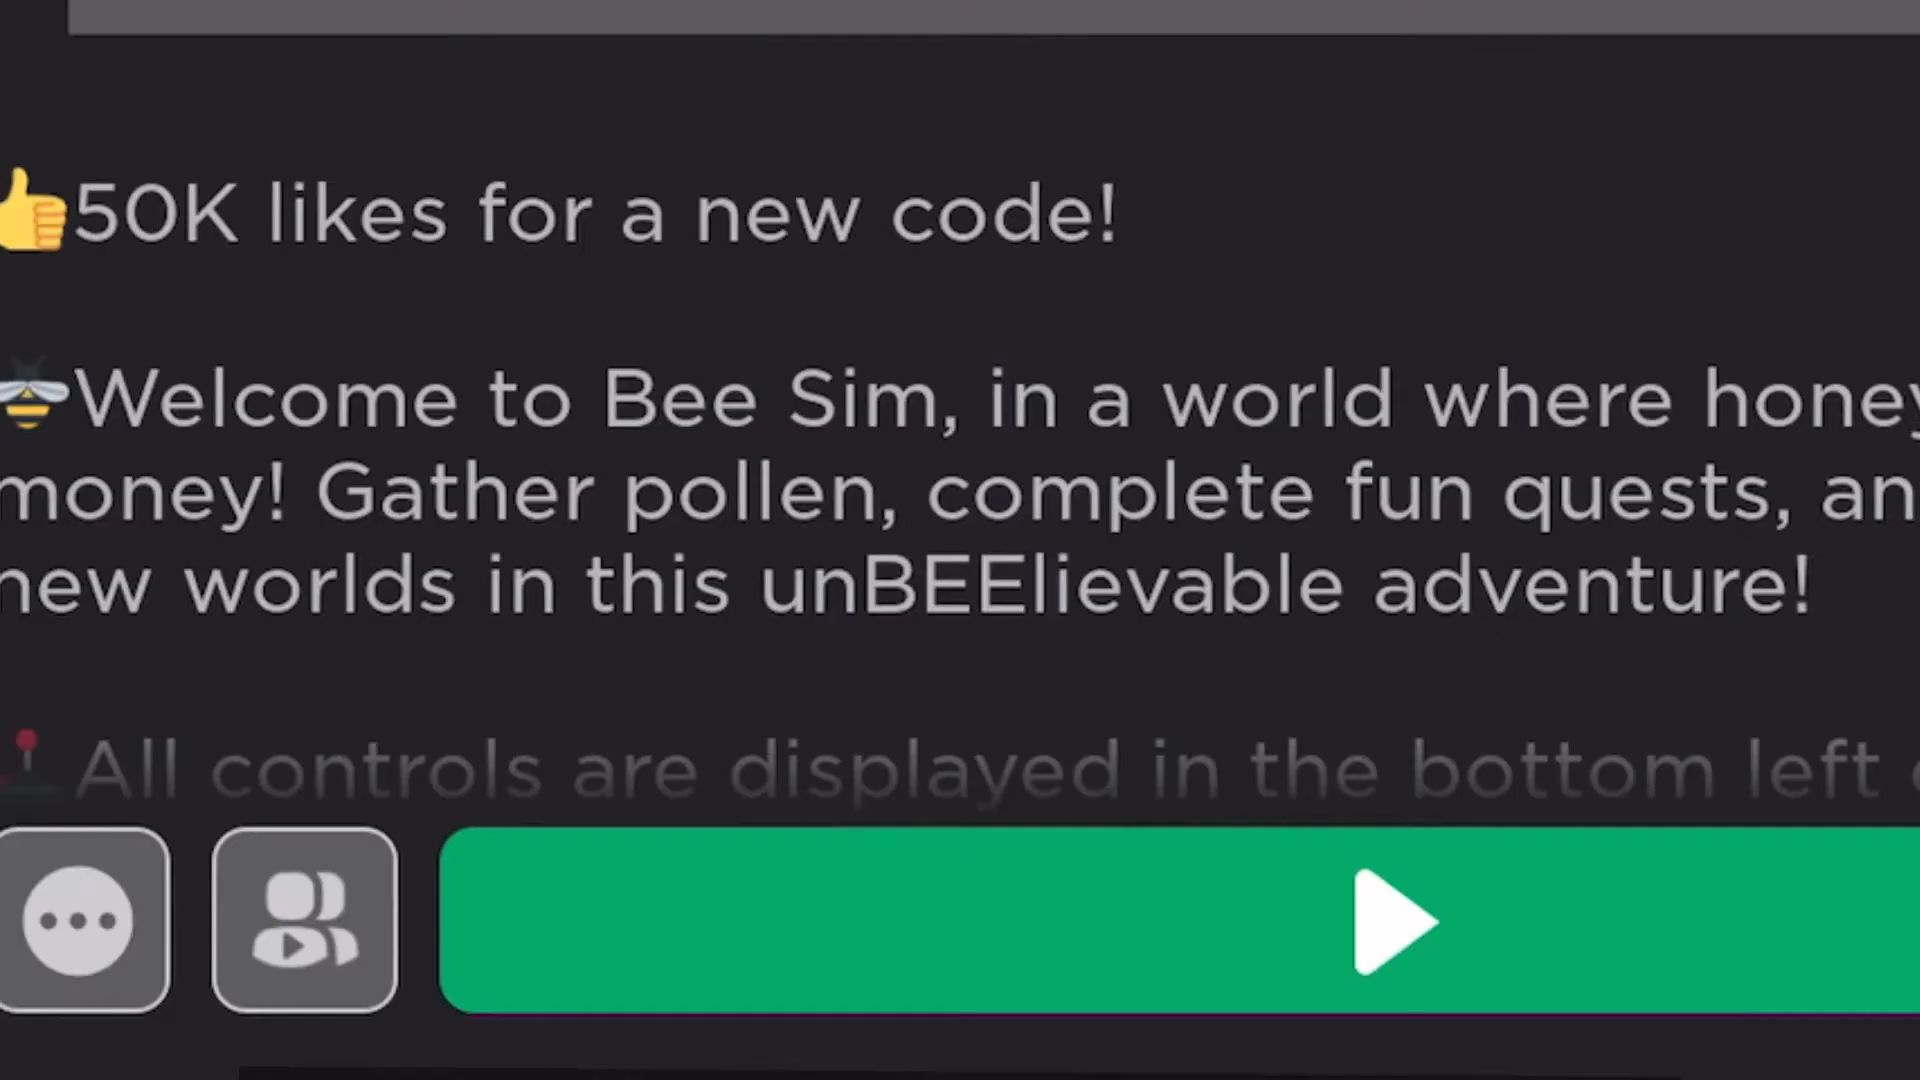 👍50K likes for a new code!
🐝Welcome to Bee Sim, in a world where honey
money! Gather pollen, complete fun quests, an
new worlds in this unBEElievable adventure!
🕹️All controls are displayed in the bottom left